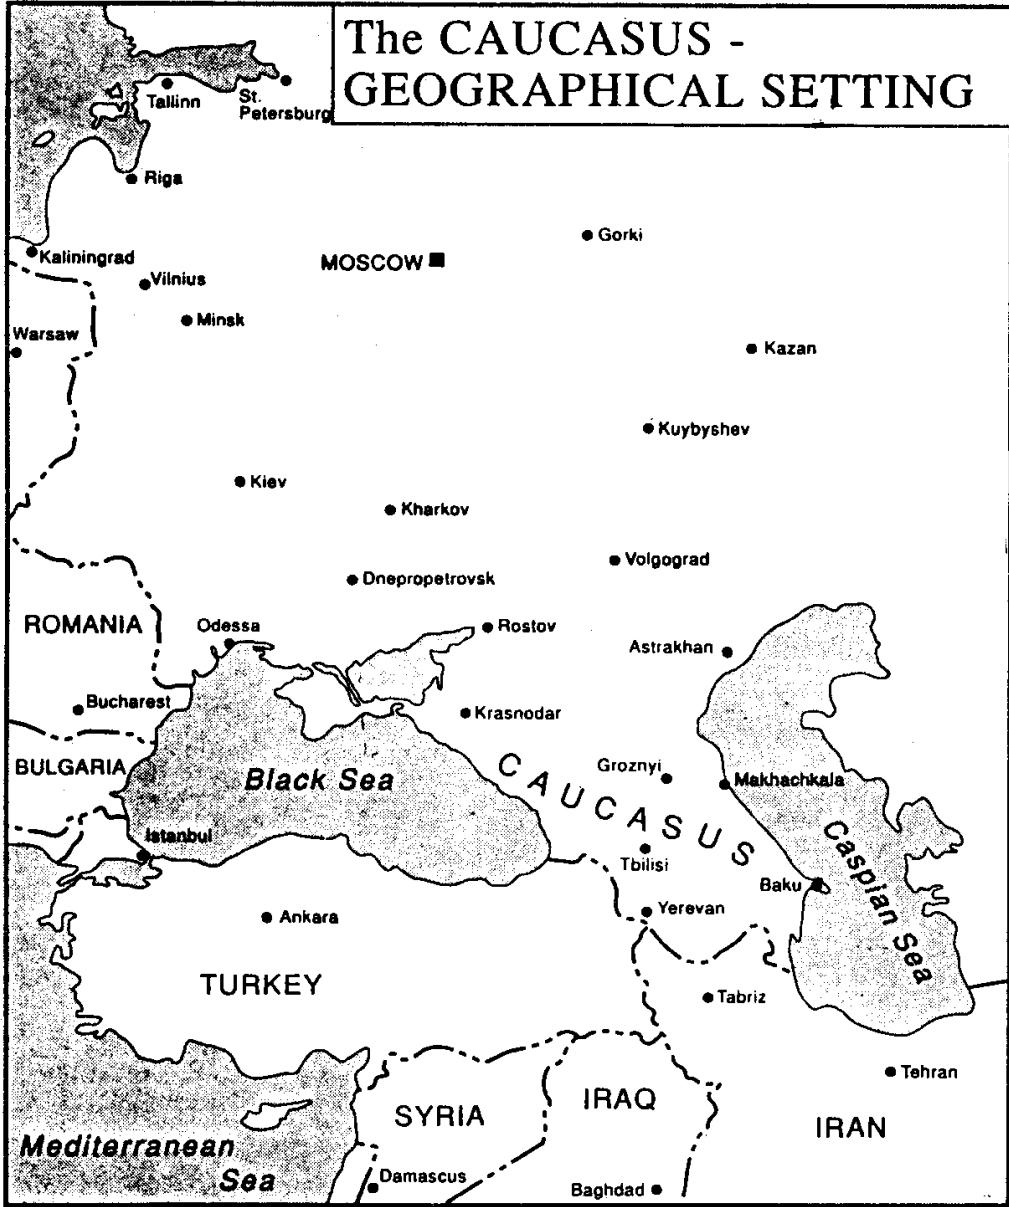 The CAUCASUS -
GEOGRAPHICAL SETTING
Tallinn
St.
Petersburg
Riga
Gorki
Kaliningrad
MOSCOW
Vilnius
Minsk
Warsaw
Kazan
Kuybyshev
Kiev
Kharkov
Volgograd
Dnepropetrovsk
ROMANIA
Odessa
Rostov
Astrakhan
Bucharest
Krasnodar
BULGARIA
Black Sea
CAUCASUS
Groznyi
Makhachkala
Istanbul
Tbilisi
Caspian Sea
Baku
Ankara
Yerevan
TURKEY
Tabriz
Tehran
SYRIA
IRAQ
IRAN
Mediterranean
Sea
Damascus
Baghdad